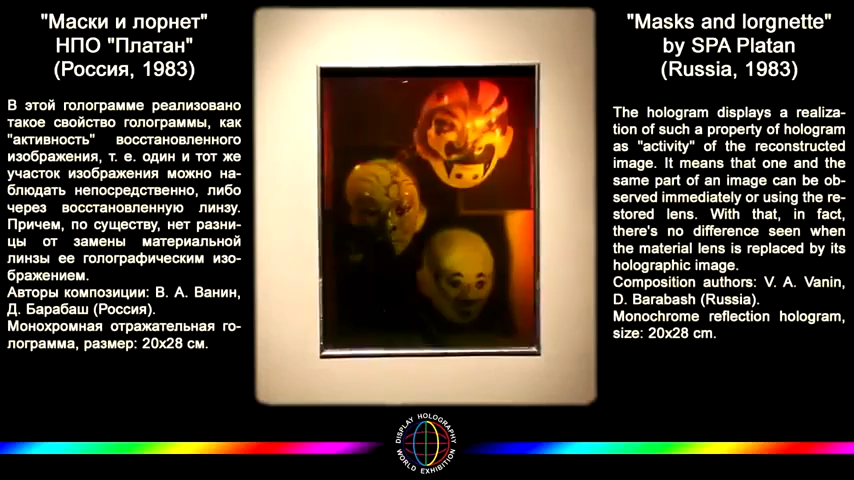 "Маски и лорнет"
НПО "Платан"
(Россия, 1983)
В этой голограмме реализовано
такое свойство голограммы, как
"активность" восстановленного
изображения, т. е. один и тот же
участок изображения можно на-
блюдать непосредственно, либо
через восстановленную линзу.
Причем, по существу, нет разни-
цы от замены материальной
линзы ее голографическим изо-
бражением.
Авторы композиции: В. А. Ванин,
Д. Барабаш (Россия).
Монохромная отражательная го-
лограмма, размер: 20x28 см.
"Masks and lorgnette"
by SPA Platan
(Russia, 1983)
The hologram displays a realiza-
tion of such a property of hologram
as "activity" of the reconstructed
image. It means that one and the
same part of an image can be ob-
served immediately or using the re-
stored lens. With that, in fact,
there's no difference seen when
the material lens is replaced by its
holographic image.
Composition authors: V. A. Vanin,
D. Barabash (Russia).
Monochrome reflection hologram,
size: 20x28 cm.
DISPLAY HOLOGRAPHY
WORLD EXHIBITION